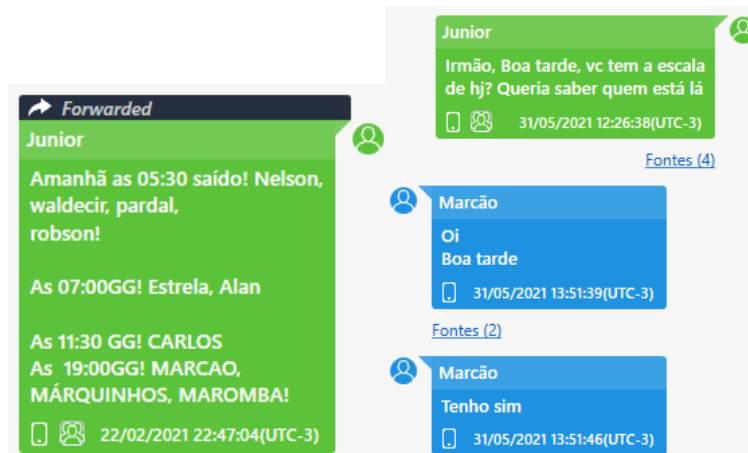 Forwarded
Junior
Amanhã as 05:30 saído! Nelson,
waldecir, pardal,
robson!
As 07:00GG! Estrela, Alan
As 11:30 GG! CARLOS
As 19:00GG! MARCAO,
MÁRQUINHOS, MAROMBA!
22/02/2021 22:47:04(UTC-3)
Junior
Irmão, Boa tarde, vc tem a escala
de hj? Queria saber quem está lá
31/05/2021 12:26:38(UTC-3)
Fontes (4)
Marcão
Oi
Boa tarde
31/05/2021 13:51:39(UTC-3)
Fontes (2)
Marcão
Tenho sim
31/05/2021 13:51:46(UTC-3)